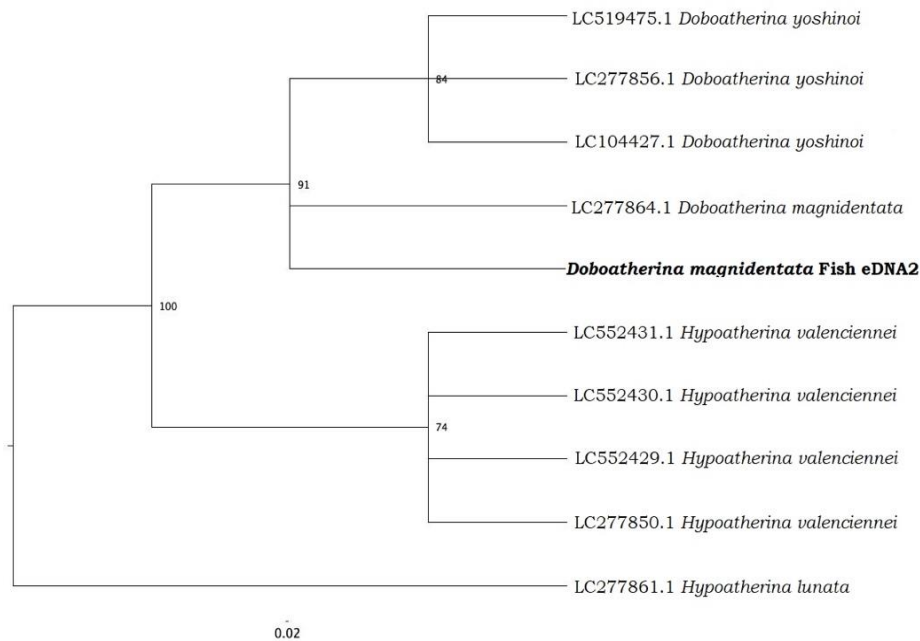 LC519475.1 Doboatherina yoshinoi
84
LC277856.1 Doboatherina yoshinoi
LC104427.1 Doboatherina yoshinoi
91
LC277864.1 Doboatherina magnidentata
Doboatherina magnidentata Fish eDNA2
100
LC552431.1 Hypoatherina valenciennei
LC552430.1 Hypoatherina valenciennei
74
LC552429.1 Hypoatherina valenciennei
LC277850.1 Hypoatherina valenciennei
LC277861.1 Hypoatherina lunata
0.02